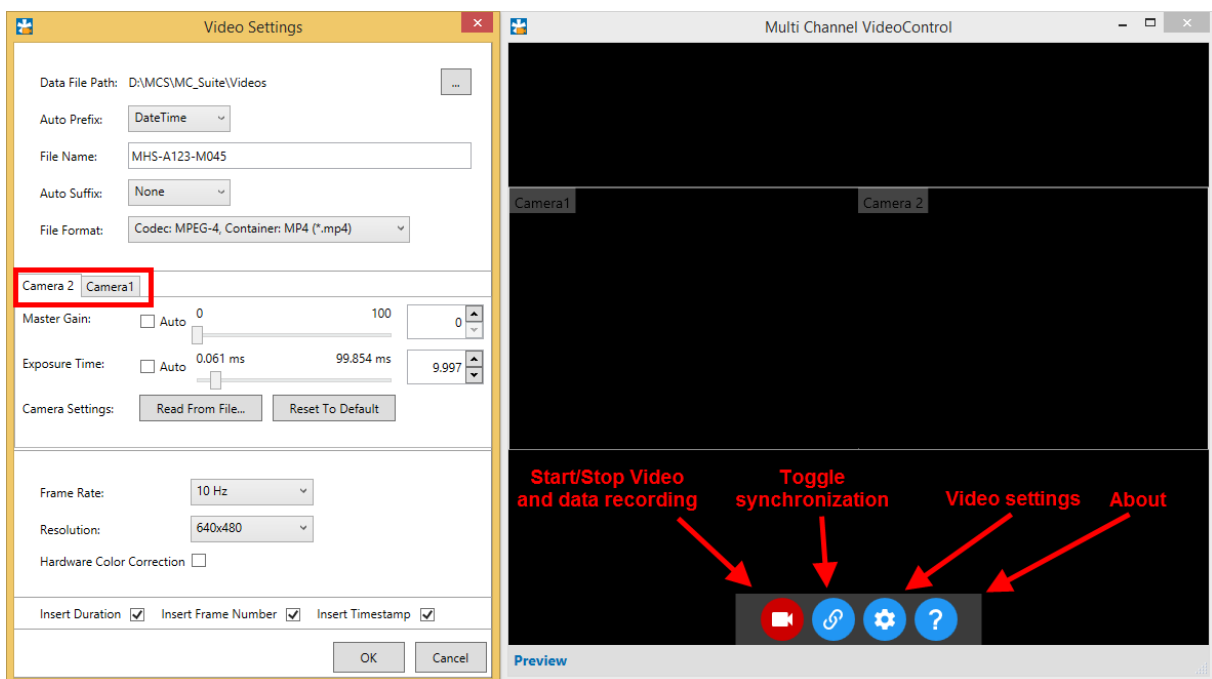 Video Settings
Data File Path: D:\MCS\MC_Suite\Videos ...
Auto Prefix: DateTime
File Name: MHS-A123-M045
Auto Suffix: None
File Format: Codec: MPEG-4, Container: MP4 (*.mp4)
Camera 2 Camera1
Master Gain: Auto 0 100 0
Exposure Time: Auto 0.061 ms 99.854 ms 9.997
Camera Settings: Read From File... Reset To Default
Frame Rate: 10 Hz
Resolution: 640x480
Hardware Color Correction
Insert Duration Insert Frame Number Insert Timestamp
OK Cancel
Multi Channel VideoControl
Camera1 Camera 2
Start/Stop Video
and data recording
Toggle
synchronization
Video settings
About
?
Preview